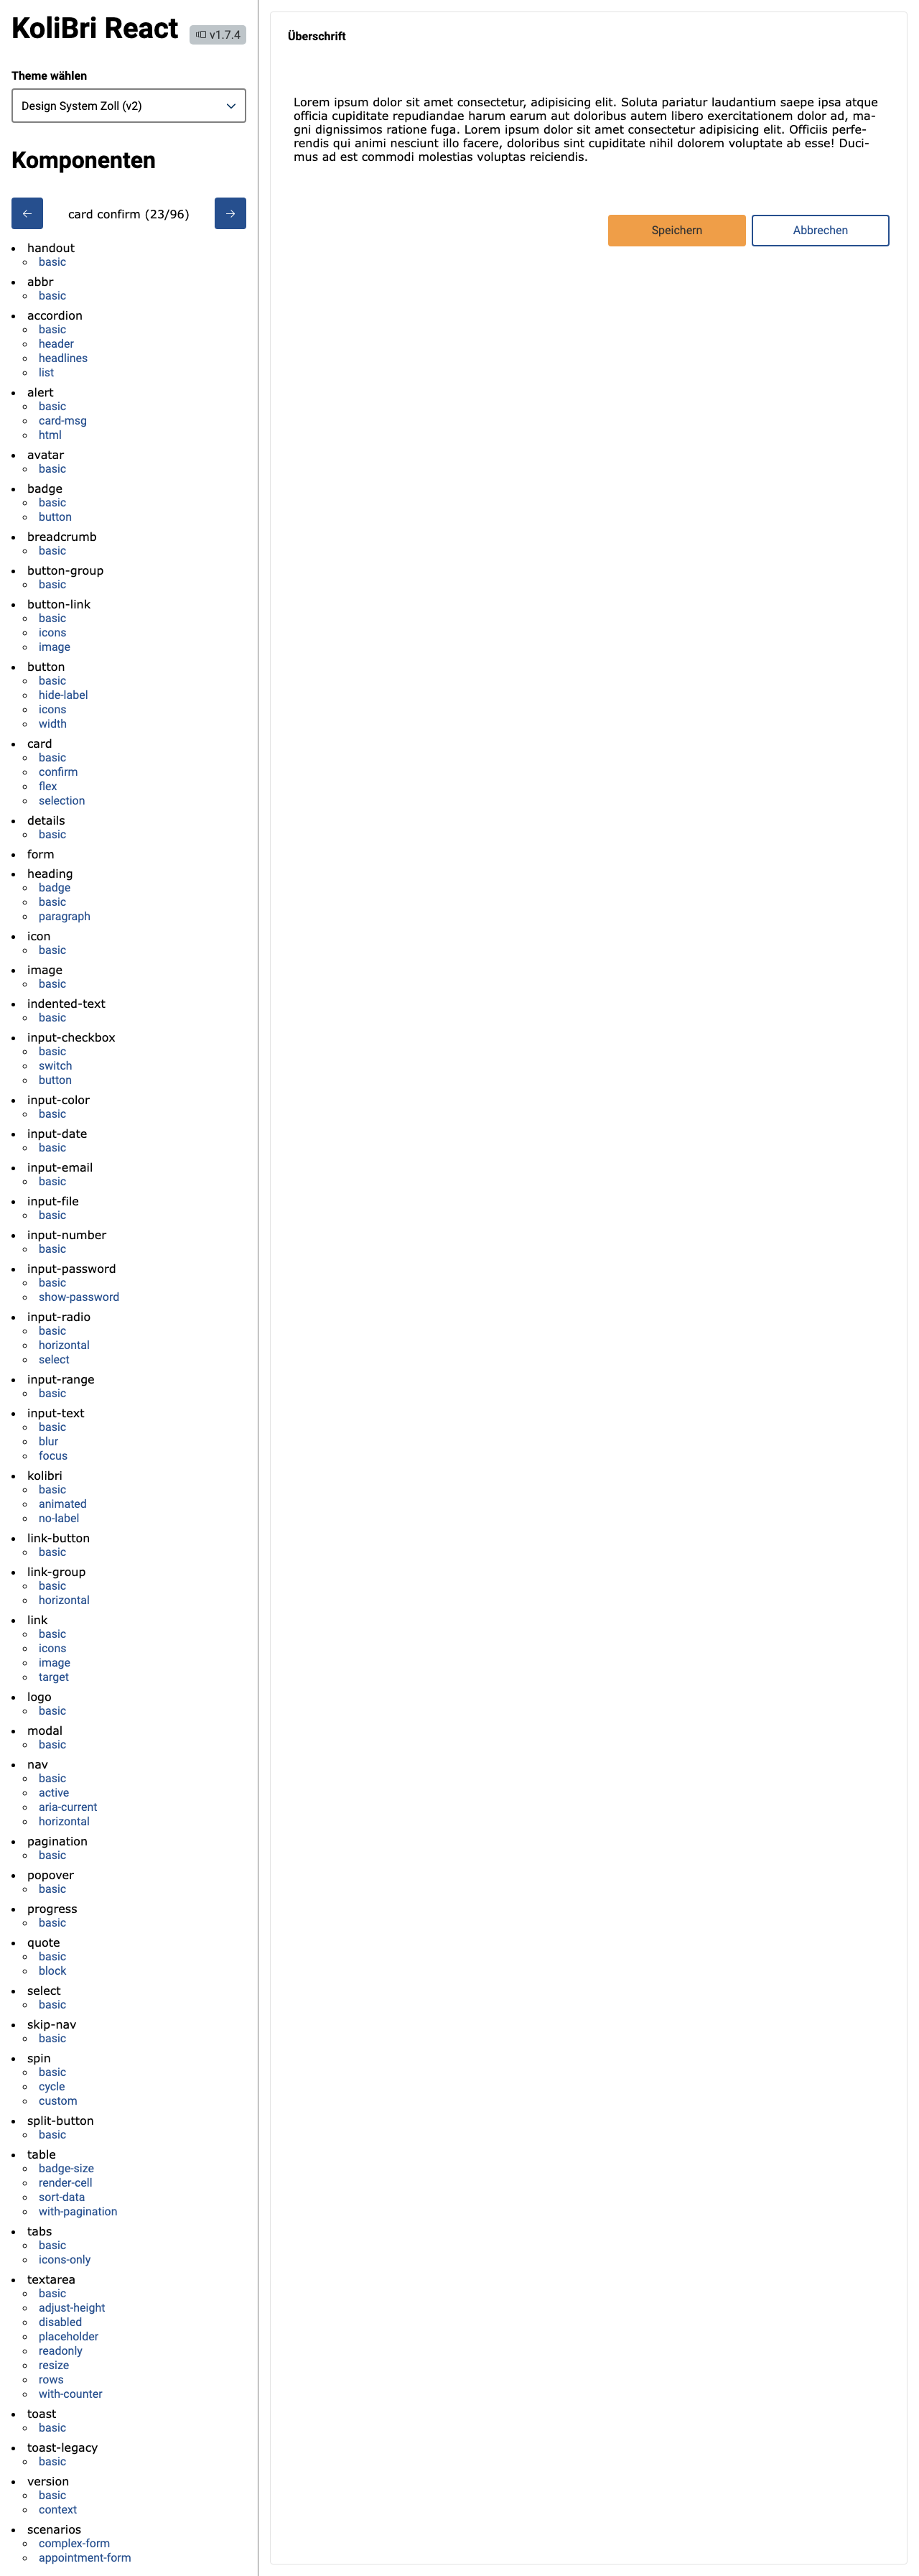 KoliBri React
v1.7.4
Theme wählen
Design System Zoll (v2)
Komponenten
← card confirm (23/96) →
handout
basic
abbr
basic
accordion
basic
header
headlines
list
alert
basic
card-msg
html
avatar
basic
badge
basic
button
breadcrumb
basic
button-group
basic
button-link
basic
icons
image
button
basic
hide-label
icons
width
card
basic
confirm
flex
selection
details
basic
form
heading
badge
basic
paragraph
icon
basic
image
basic
indented-text
basic
input-checkbox
basic
switch
button
input-color
basic
input-date
basic
input-email
basic
input-file
basic
input-number
basic
input-password
basic
show-password
input-radio
basic
horizontal
select
input-range
basic
input-text
basic
blur
focus
kolibri
basic
animated
no-label
link-button
basic
link-group
basic
horizontal
link
basic
icons
image
target
logo
basic
modal
basic
nav
basic
active
aria-current
horizontal
pagination
basic
popover
basic
progress
basic
quote
basic
block
select
basic
skip-nav
basic
spin
basic
cycle
custom
split-button
basic
table
badge-size
render-cell
sort-data
with-pagination
tabs
basic
icons-only
textarea
basic
adjust-height
disabled
placeholder
readonly
resize
rows
with-counter
toast
basic
toast-legacy
basic
version
basic
context
scenarios
complex-form
appointment-form
Überschrift
Lorem ipsum dolor sit amet consectetur, adipisicing elit. Soluta pariatur laudantium saepe ipsa atque
officia cupiditate repudiandae harum earum aut doloribus autem libero exercitationem dolor ad, ma-
gni dignissimos ratione fuga. Lorem ipsum dolor sit amet consectetur adipisicing elit. Officiis perfe-
rendis qui animi nesciunt illo facere, doloribus sint cupiditate nihil dolorem voluptate ab esse! Duci-
mus ad est commodi molestias voluptas reiciendis.
Speichern
Abbrechen